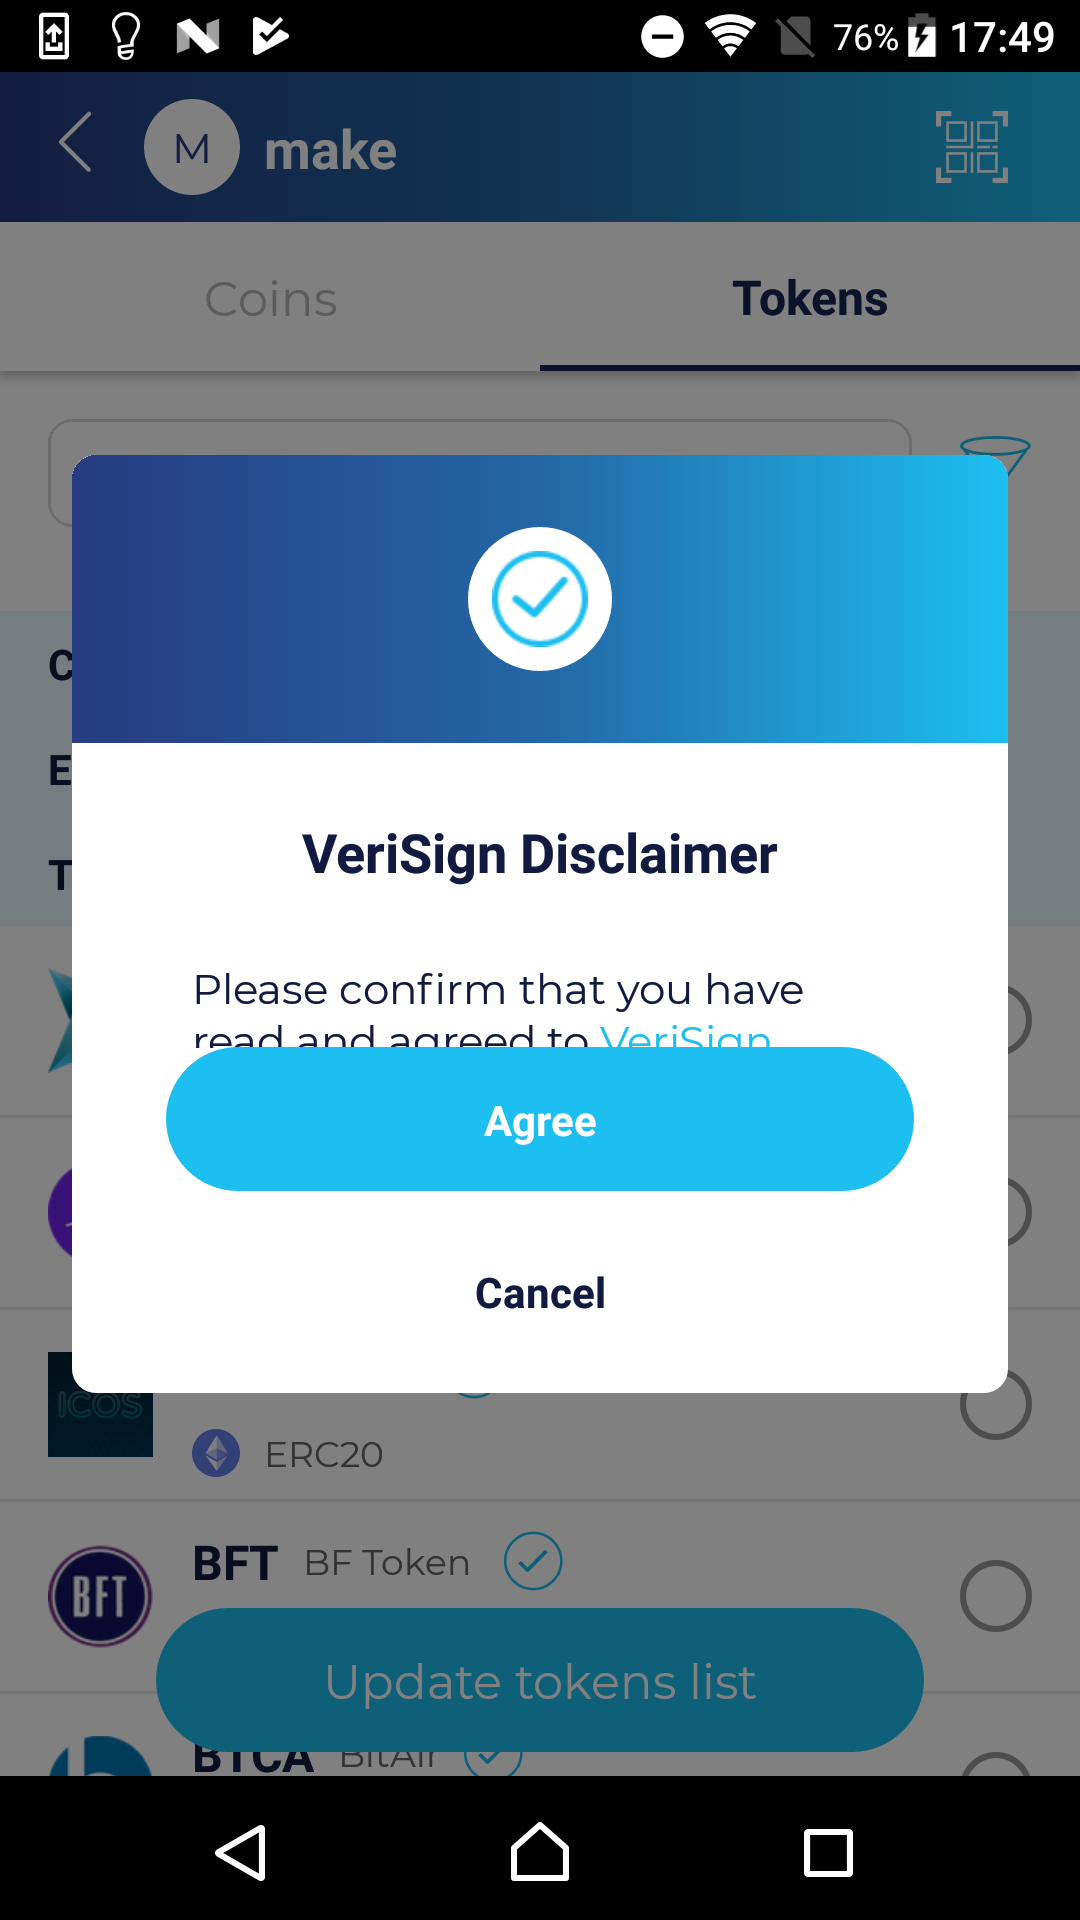 76% 17:49
M make
Coins Tokens
C
E
T
VeriSign Disclaimer
Please confirm that you have
read and agreed to VeriSign
Agree
Cancel
ICOS
ERC20
BFT BFT BF Token
Update tokens list
BTCA BitAir